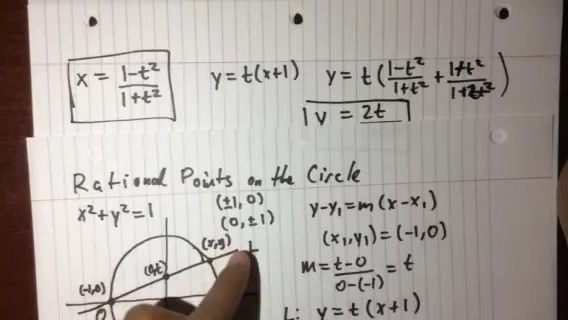 x = (1-t²)/(1+t²)   y = t(x+1)   y = t((1-t²)/(1+t²) + (1+t²)/(1+t²))
y = 2t
Rational Points on the Circle
x²+y²=1   (±1,0)   y-y₁=m(x-x₁)
(0,±1)
(x,y)   (x₁,y₁)=(-1,0)
(0,t)   m = (t-0)/(0-(-1)) = t
(-1,0)
L: y=t(x+1)